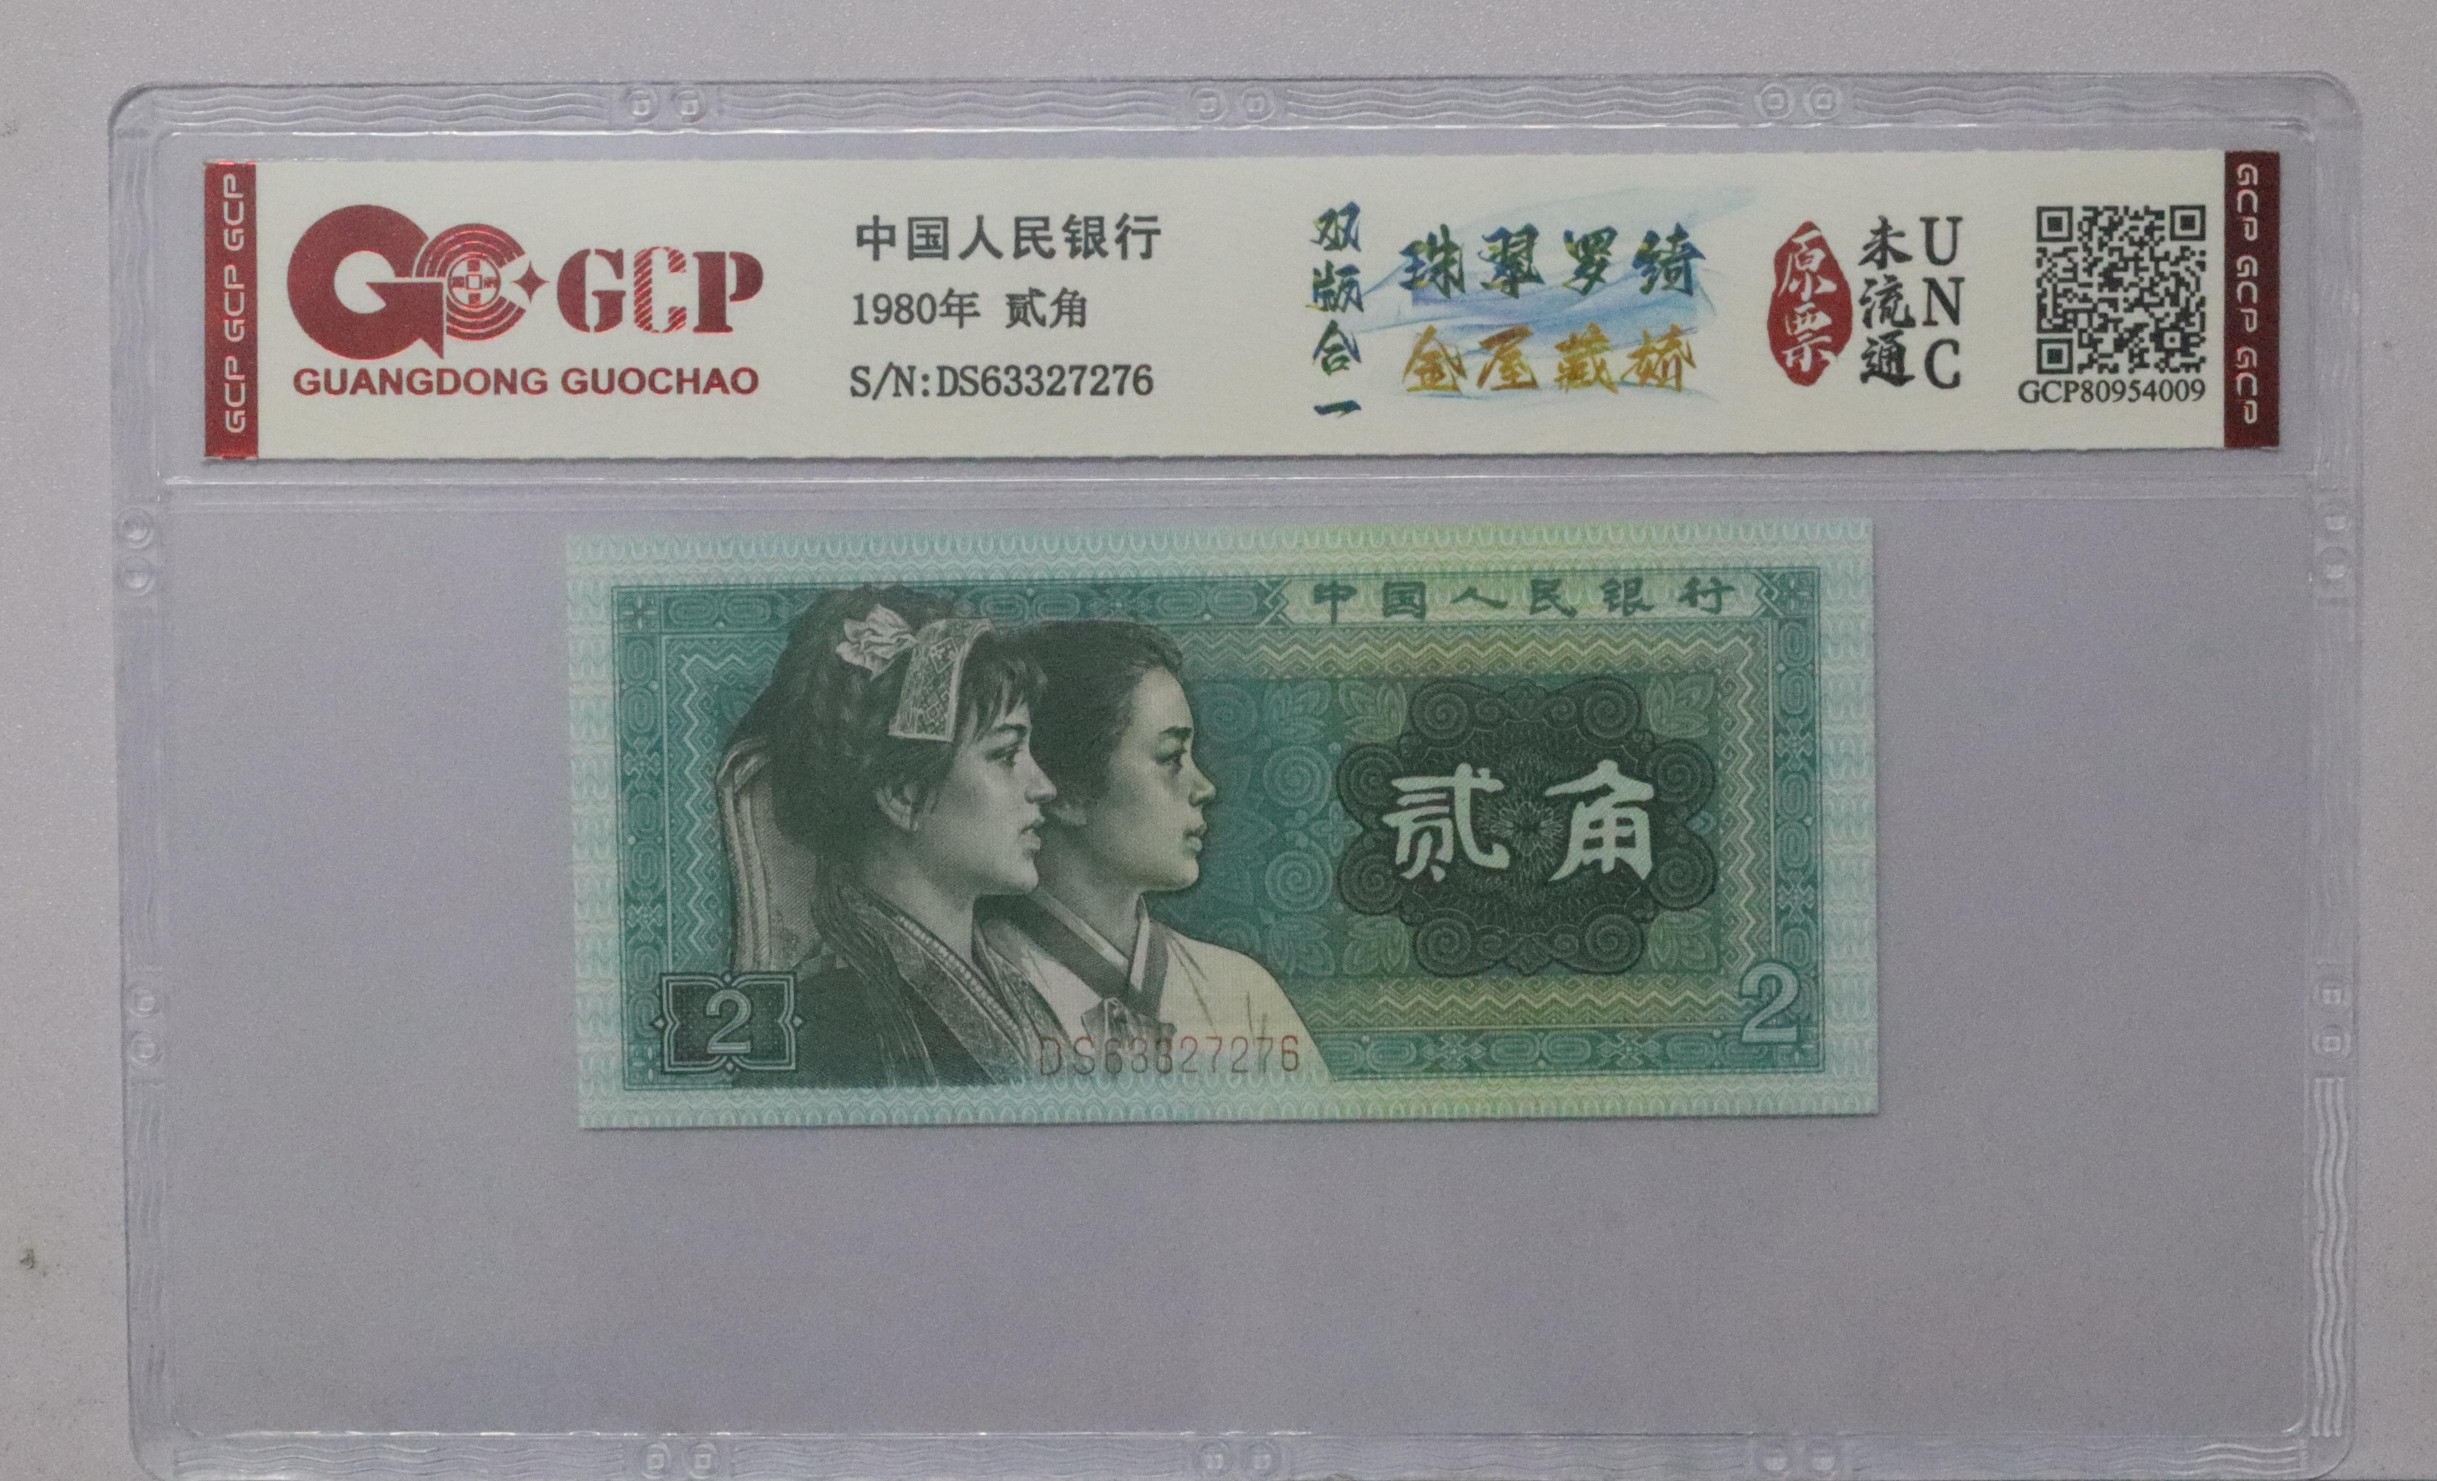 GCP GCP GCP
GCP
GUANGDONG GUOCHAO
中国人民银行
1980年 贰角
S/N:DS63327276
双版合一
珠翠罗绮
金屋藏娇
原票
未流通
UNC
GCP80954009
GCP GCP GCP
中国人民银行
贰角
2
2
DS63327276